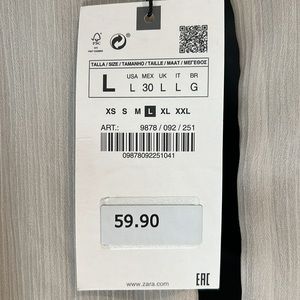 FSC
TALLA / SIZE / TAMANHO / TAILLE / MAAT / ΜΕΓΕΘΟΣ
L
USA MEX UK IT BR
L 30 L L G
XS S M L XL XXL
ART.: 9878 / 092 / 251
09878092251041
59.90
www.zara.com
EAC